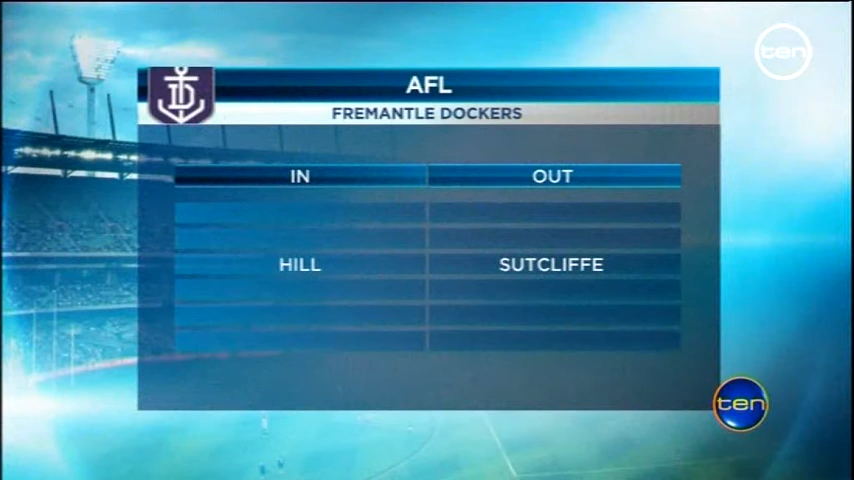 ten
AFL
FREMANTLE DOCKERS
IN OUT
HILL SUTCLIFFE
ten